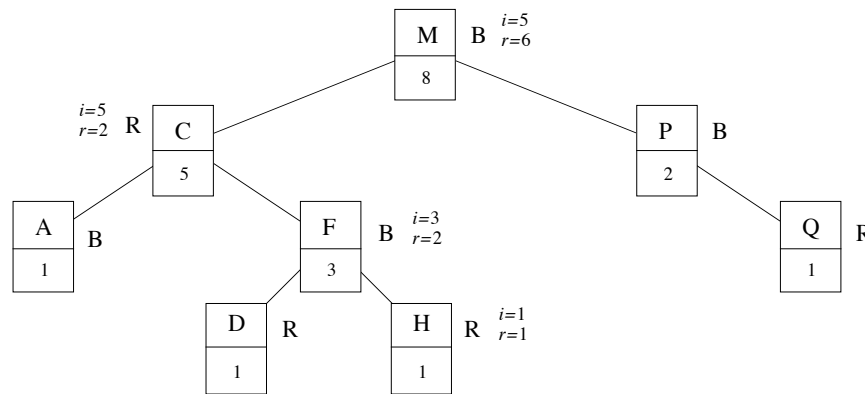 M B i=5
8 r=6
i=5
r=2 R C
5
P B
2
A B
1
F B i=3
3 r=2
Q R
1
D R
1
H R i=1
1 r=1